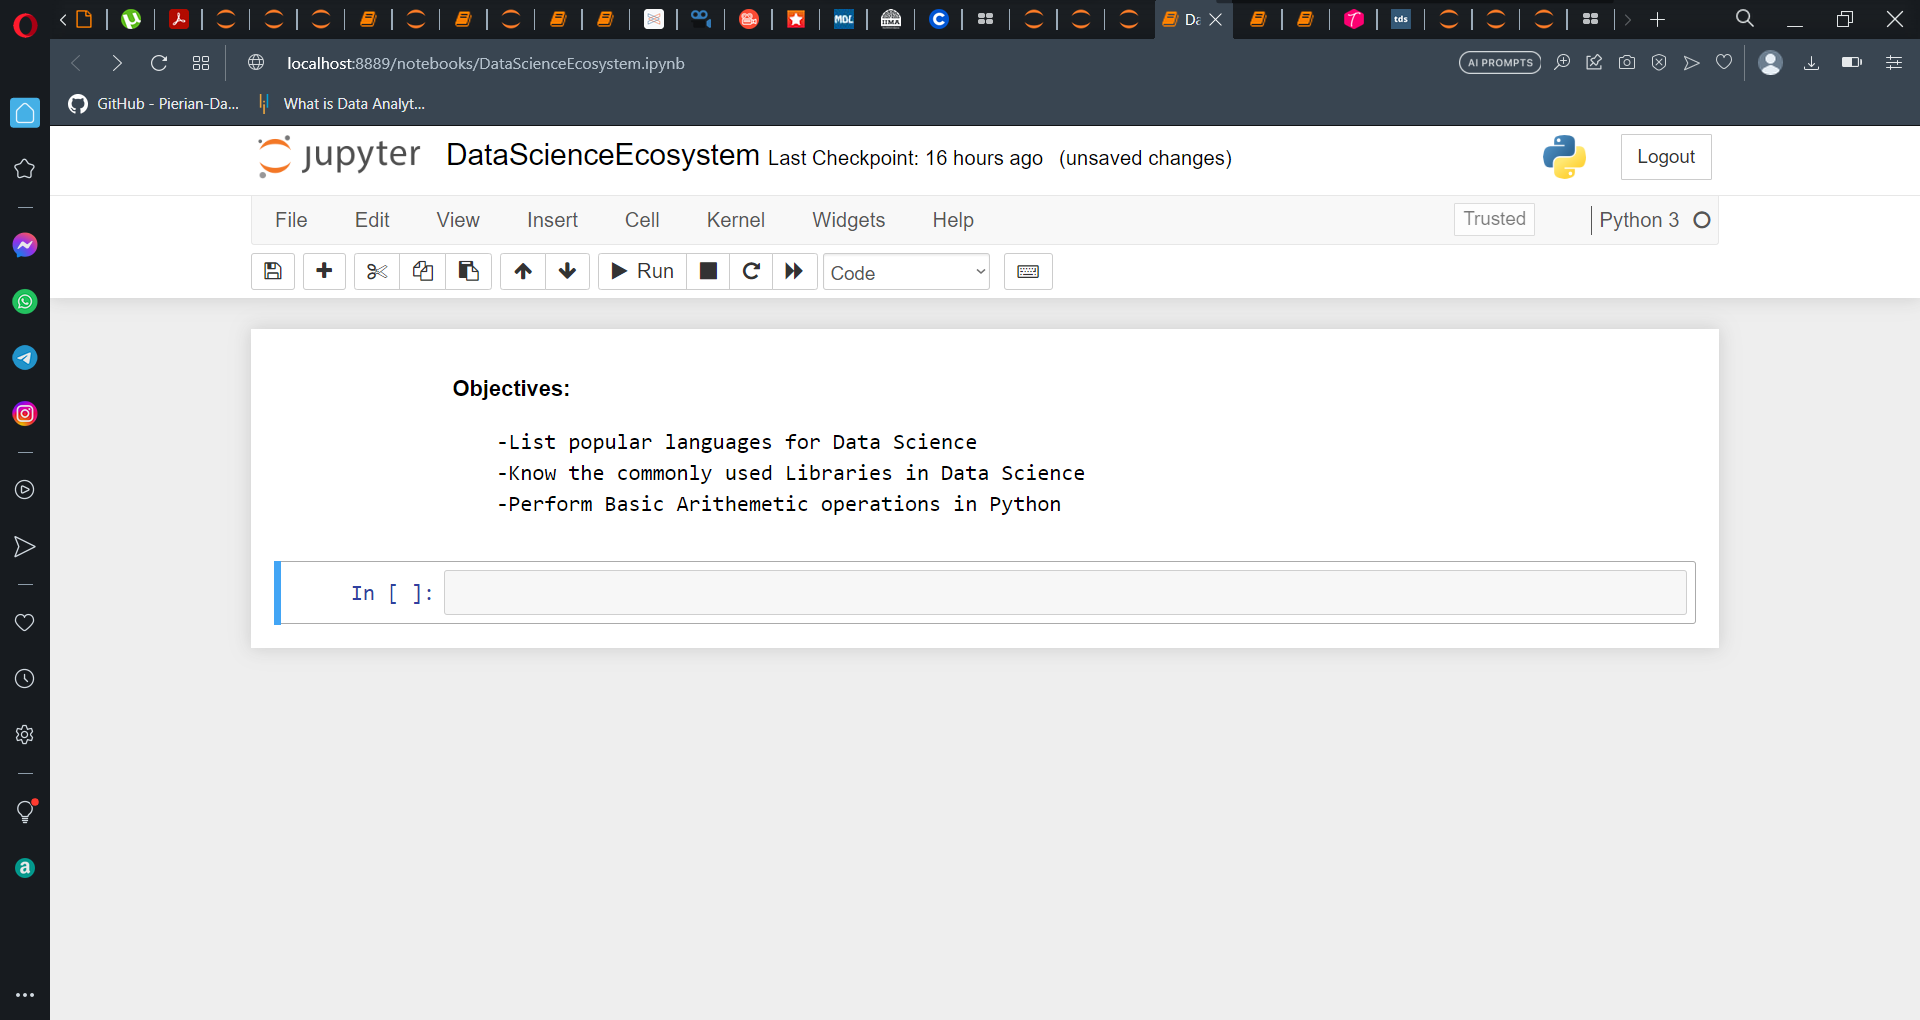 Da
localhost:8889/notebooks/DataScienceEcosystem.ipynb
AI PROMPTS
GitHub - Pierian-Da...
What is Data Analyt...
jupyter
DataScienceEcosystem Last Checkpoint: 16 hours ago (unsaved changes)
Logout
File Edit View Insert Cell Kernel Widgets Help
Trusted
Python 3
Run
Code
Objectives:
-List popular languages for Data Science
-Know the commonly used Libraries in Data Science
-Perform Basic Arithemetic operations in Python
In [ ]:
MDL
IIMA
tds